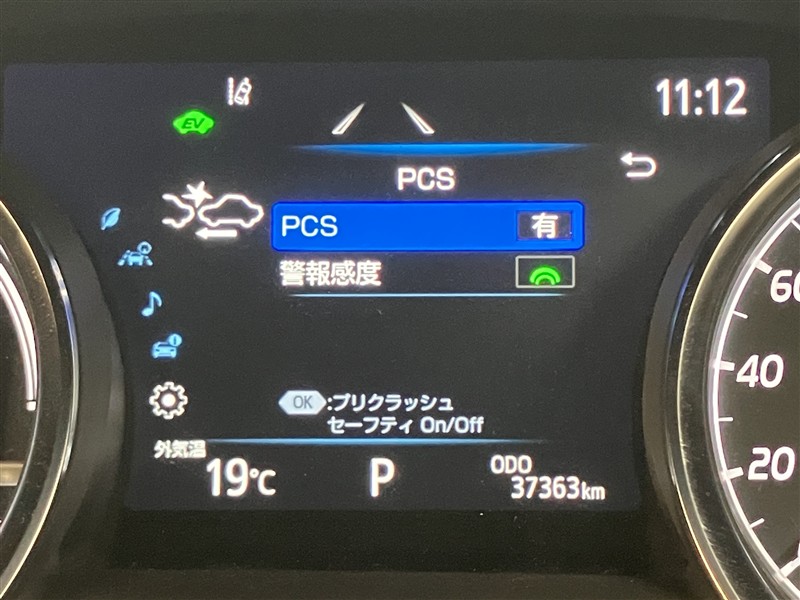 11:12
EV
PCS
PCS 有
警報感度
OK :プリクラッシュ
セーフティ On/Off
外気温
19℃ P ODO
37363km
60
40
20